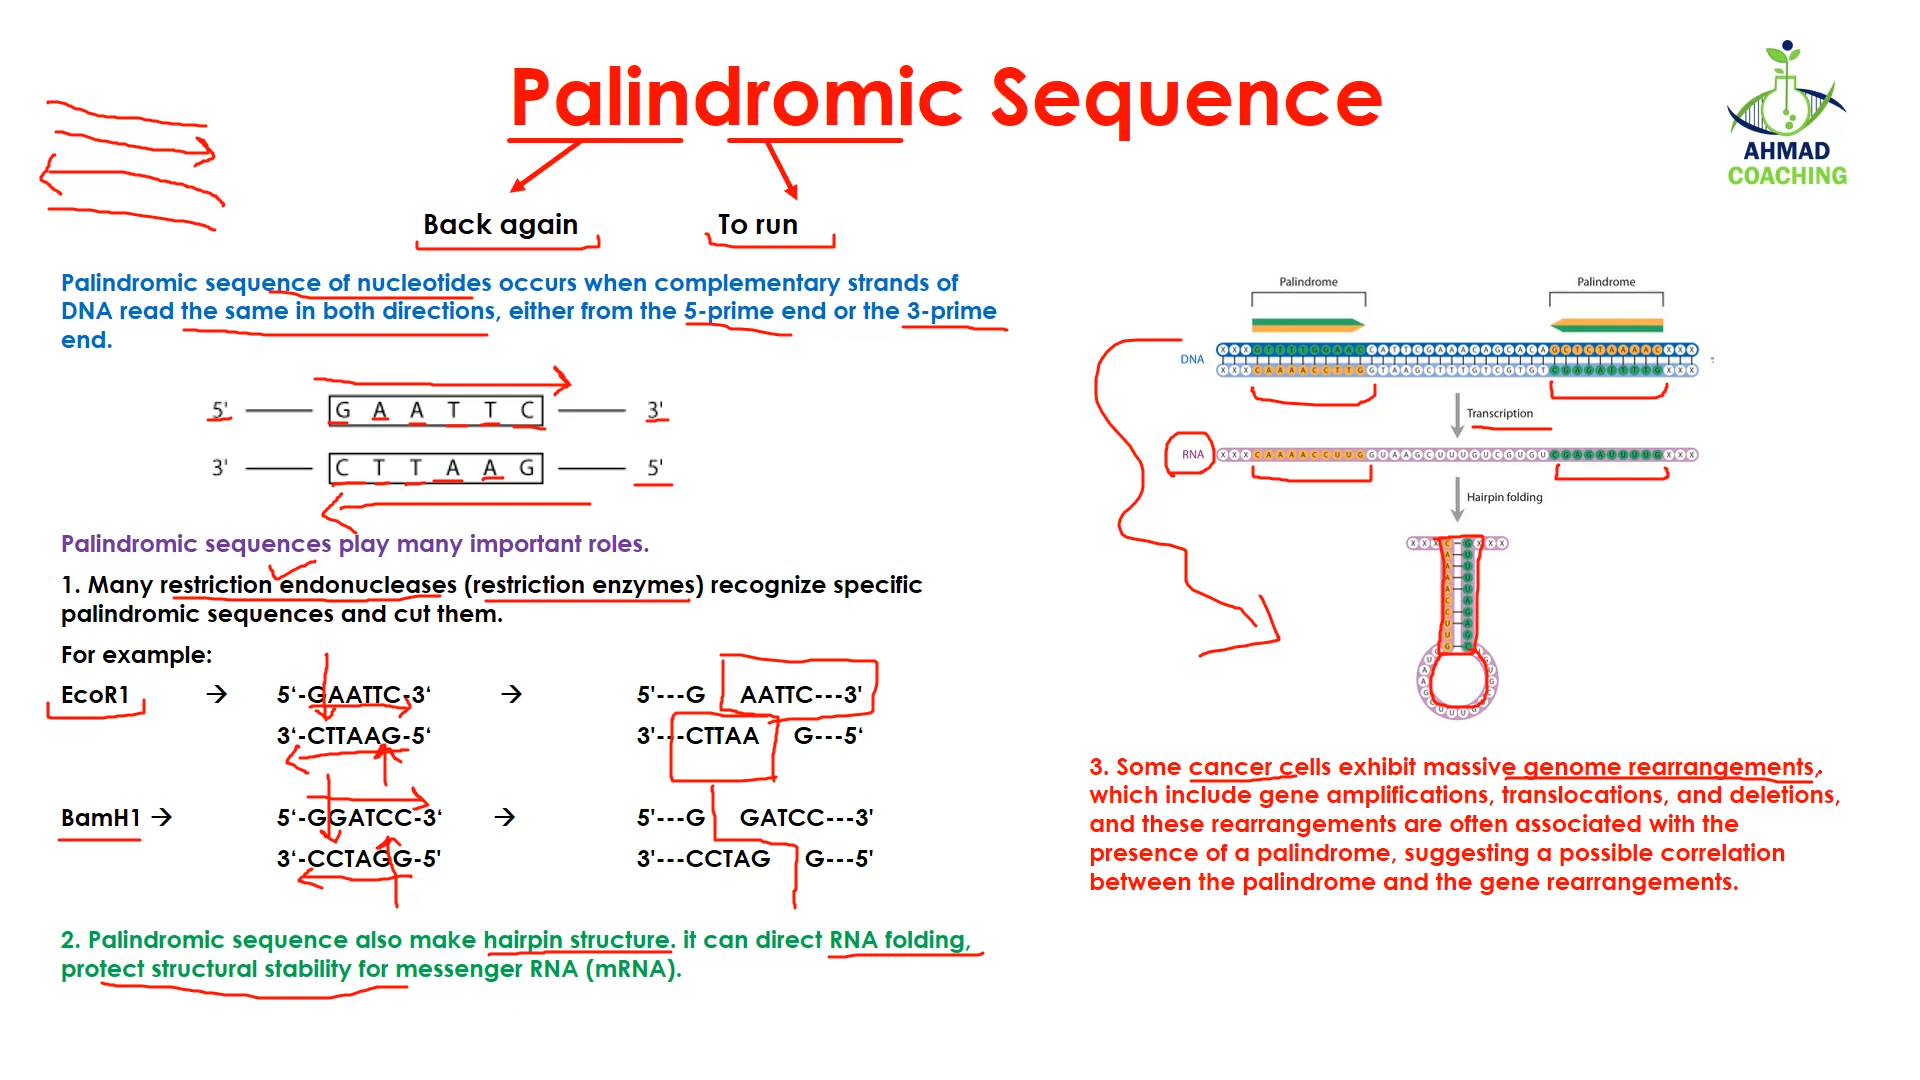 Palindromic Sequence
AHMAD
COACHING
Back again To run
Palindromic sequence of nucleotides occurs when complementary strands of
DNA read the same in both directions, either from the 5-prime end or the 3-prime
end.
5' G A A T T C 3'
3' C T T A A G 5'
Palindromic sequences play many important roles.
1. Many restriction endonucleases (restriction enzymes) recognize specific
palindromic sequences and cut them.
For example:
EcoR1 → 5‘-GAATTC-3‘ → 5'---G AATTC---3'
3‘-CTTAAG-5‘ 3'---CTTAA G---5‘
BamH1 → 5‘-GGATCC-3‘ → 5'---G GATCC---3'
3‘-CCTAGG-5' 3'---CCTAG G---5'
2. Palindromic sequence also make hairpin structure. it can direct RNA folding,
protect structural stability for messenger RNA (mRNA).
Palindrome Palindrome
DNA
Transcription
RNA
Hairpin folding
3. Some cancer cells exhibit massive genome rearrangements,
which include gene amplifications, translocations, and deletions,
and these rearrangements are often associated with the
presence of a palindrome, suggesting a possible correlation
between the palindrome and the gene rearrangements.